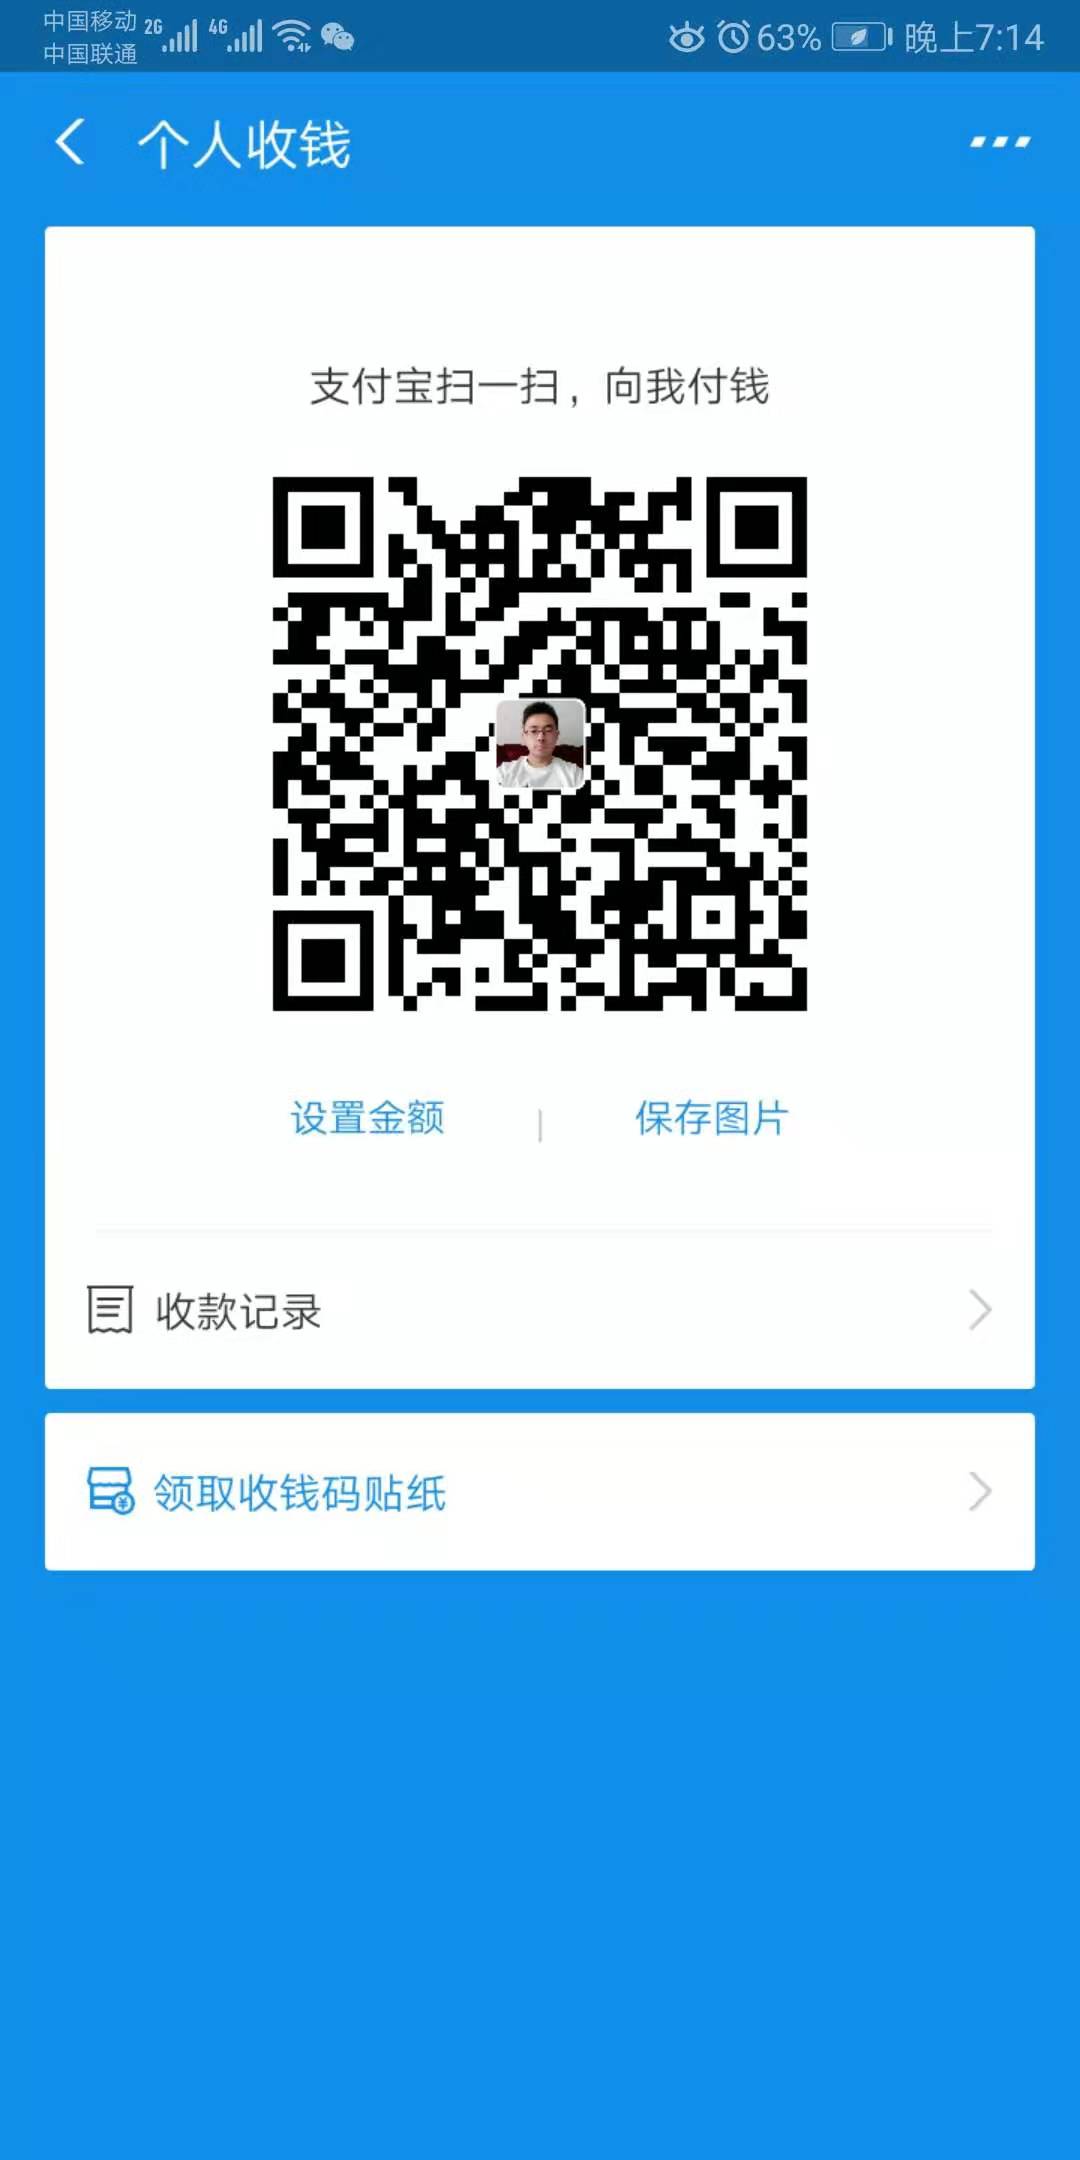 中国移动 2G 4G 63% 晚上7:14
中国联通
个人收钱
支付宝扫一扫，向我付钱
设置金额 | 保存图片
收款记录
领取收钱码贴纸